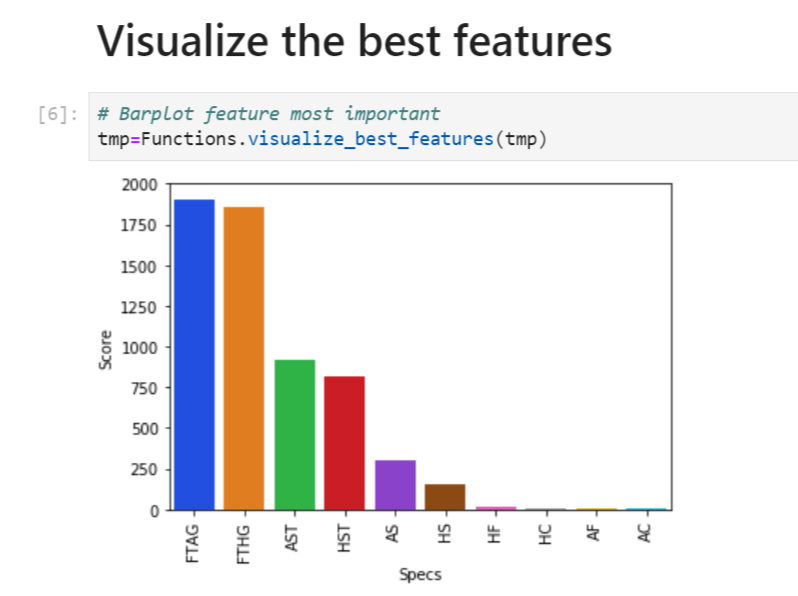 Visualize the best features
[6]:
# Barplot feature most important
tmp=Functions.visualize_best_features(tmp)
2000
1750
1500
1250
1000
750
500
250
0
Score
FTAG
FTHG
AST
HST
AS
HS
HF
HC
AF
AC
Specs